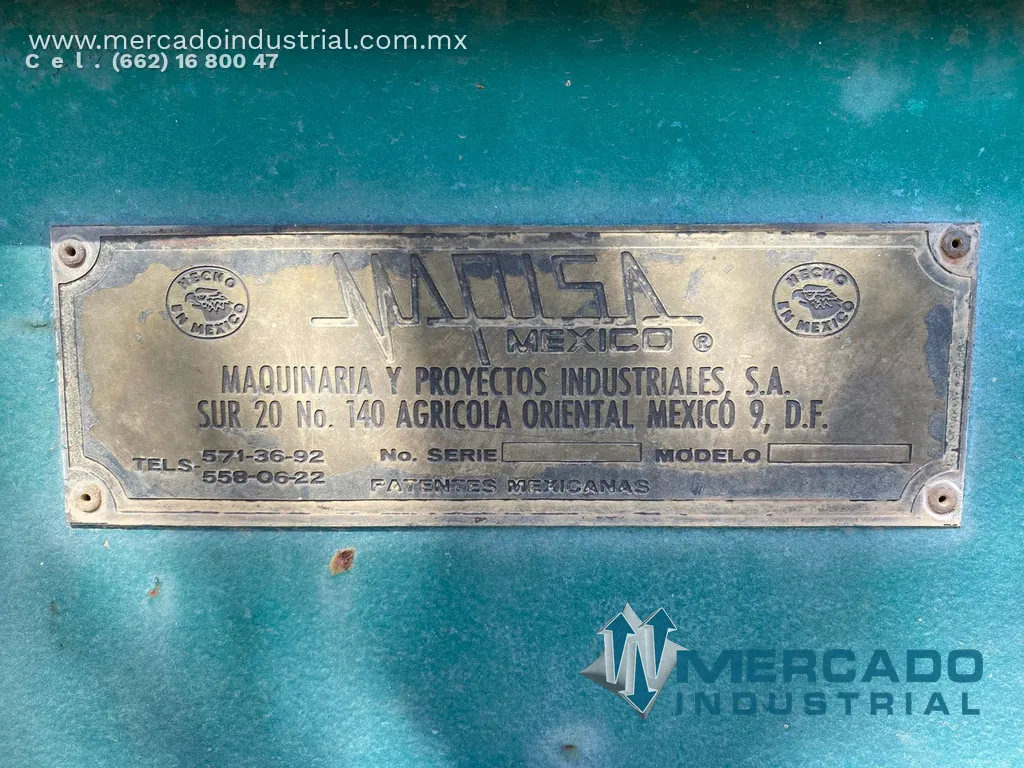 www.mercadoindustrial.com.mx
Cel. (662) 16 800 47
HECHO EN MEXICO
MAPISA
HECHO EN MEXICO
MEXICO ®
MAQUINARIA Y PROYECTOS INDUSTRIALES, S.A.
SUR 20 No. 140 AGRICOLA ORIENTAL MEXICO 9, D.F.
TELS- 571-36-92 No. SERIE MODELO
558-06-22
PATENTES MEXICANAS
MERCADO
INDUSTRIAL